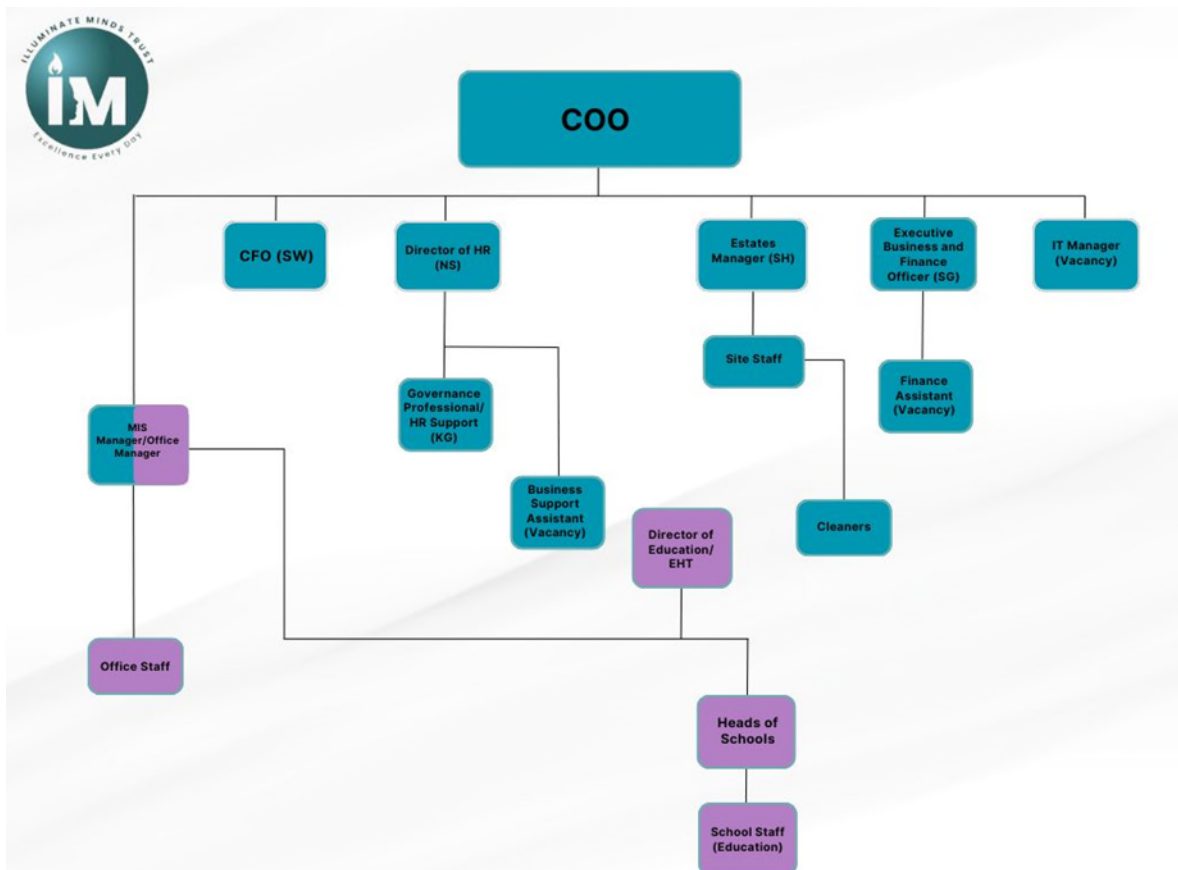 ILLUMINATE MINDS TRUST
IM
Excellence Every Day
COO
CFO (SW)
Director of HR
(NS)
Estates
Manager (SH)
Executive
Business and
Finance
Officer (SG)
IT Manager
(Vacancy)
Site Staff
Governance
Professional/
HR Support
(KG)
Finance
Assistant
(Vacancy)
MIS
Manager/Office
Manager
Business
Support
Assistant
(Vacancy)
Cleaners
Director of
Education/
EHT
Office Staff
Heads of
Schools
School Staff
(Education)